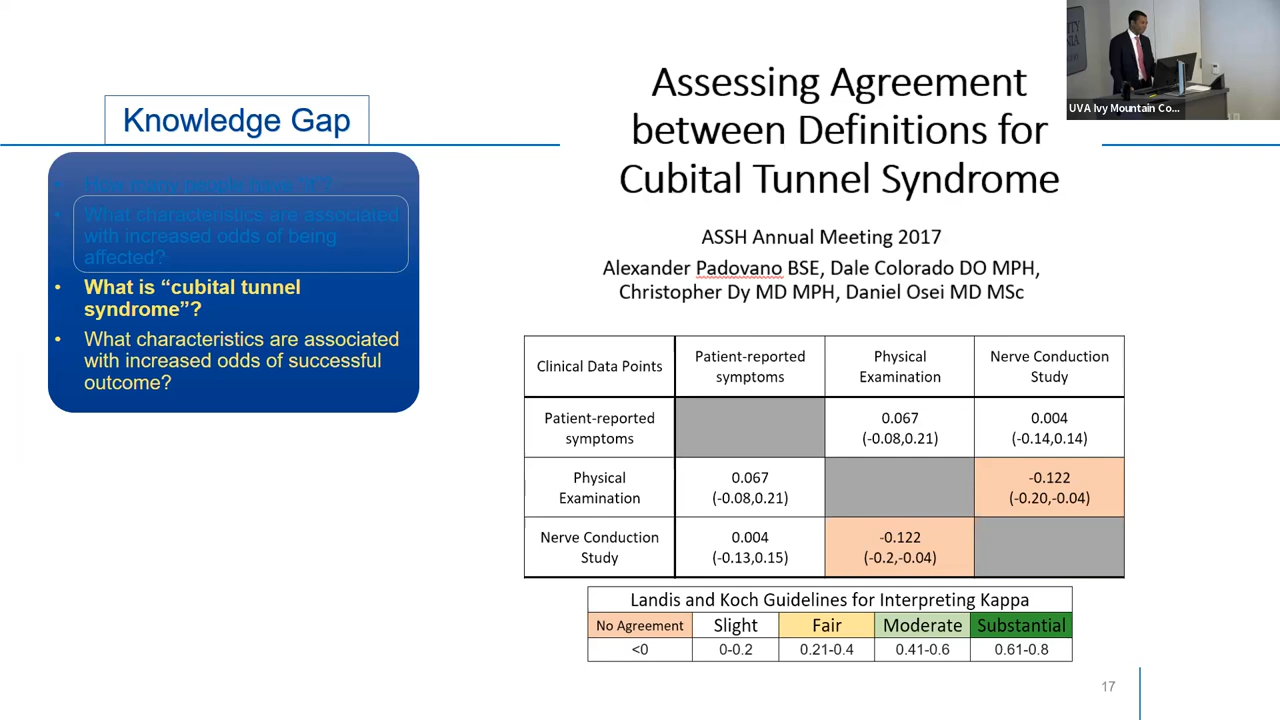 Knowledge Gap
• How many people have "it"?
• What characteristics are associated
with increased odds of being
affected?
• What is “cubital tunnel
syndrome”?
• What characteristics are associated
with increased odds of successful
outcome?
Assessing Agreement
between Definitions for
Cubital Tunnel Syndrome
ASSH Annual Meeting 2017
Alexander Padovano BSE, Dale Colorado DO MPH,
Christopher Dy MD MPH, Daniel Osei MD MSc
Clinical Data Points
Patient-reported
symptoms
Physical
Examination
Nerve Conduction
Study
Patient-reported
symptoms
0.067
(-0.08,0.21)
0.004
(-0.14,0.14)
Physical
Examination
0.067
(-0.08,0.21)
-0.122
(-0.20,-0.04)
Nerve Conduction
Study
0.004
(-0.13,0.15)
-0.122
(-0.2,-0.04)
Landis and Koch Guidelines for Interpreting Kappa
No Agreement Slight Fair Moderate Substantial
<0 0-0.2 0.21-0.4 0.41-0.6 0.61-0.8
17
UVA Ivy Mountain Co...